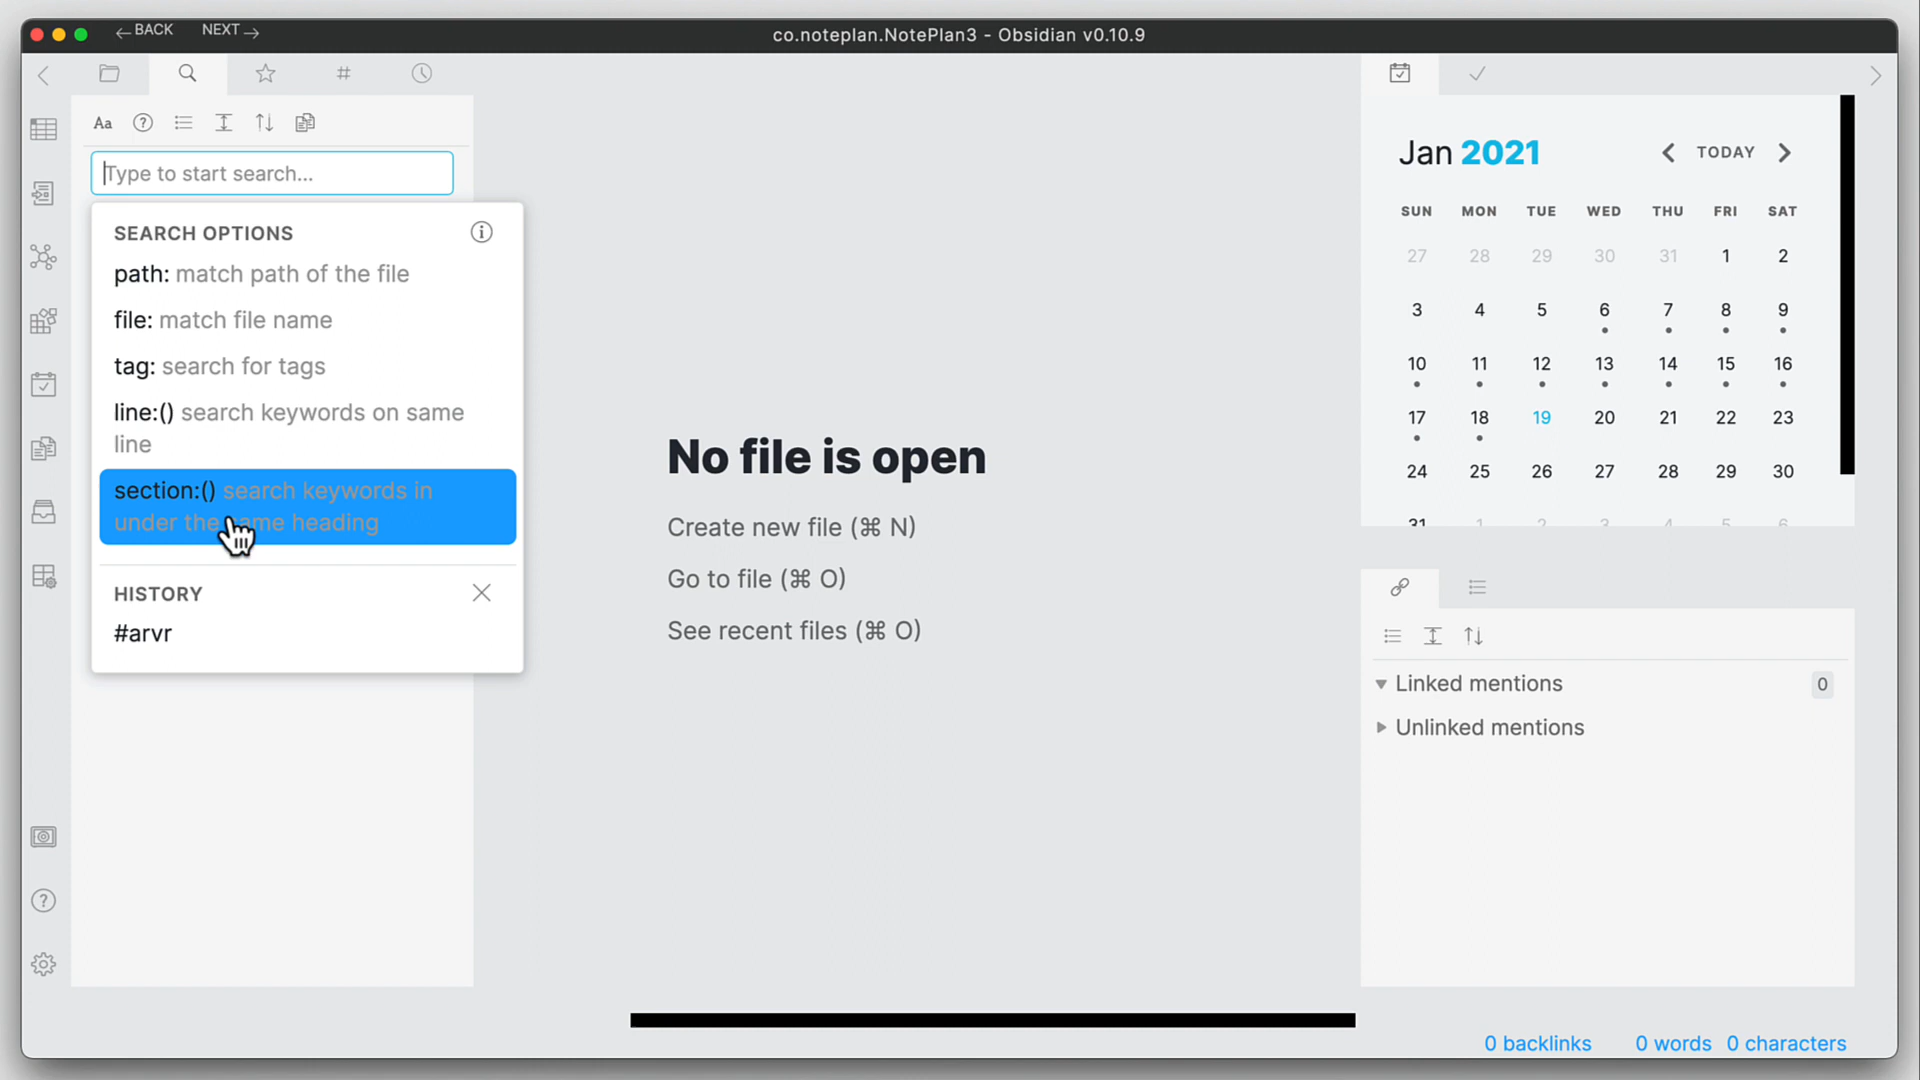 ← BACK NEXT →
co.noteplan.NotePlan3 - Obsidian v0.10.9
Aa
Type to start search...
SEARCH OPTIONS
path: match path of the file
file: match file name
tag: search for tags
line:() search keywords on same
line
section:() search keywords in
under the same heading
HISTORY
#arvr
No file is open
Create new file (⌘ N)
Go to file (⌘ O)
See recent files (⌘ O)
Jan 2021
TODAY
SUN MON TUE WED THU FRI SAT
27 28 29 30 31 1 2
3 4 5 6 7 8 9
10 11 12 13 14 15 16
17 18 19 20 21 22 23
24 25 26 27 28 29 30
31 1 2 3 4 5 6
Linked mentions 0
Unlinked mentions
0 backlinks 0 words 0 characters